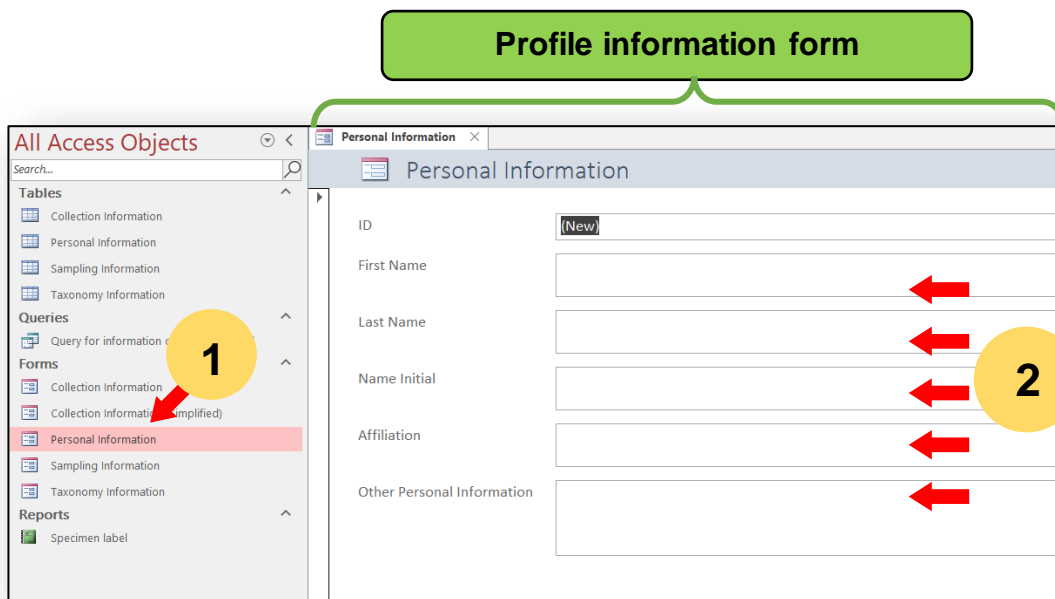 Profile information form
All Access Objects
Search...
Tables
Collection Information
Personal Information
Sampling Information
Taxonomy Information
Queries
Query for information
Forms
Collection Information
Collection Information implified)
Personal Information
Sampling Information
Taxonomy Information
Reports
Specimen label
1
Personal Information
Personal Information
ID (New)
First Name
Last Name
Name Initial
Affiliation
Other Personal Information
2